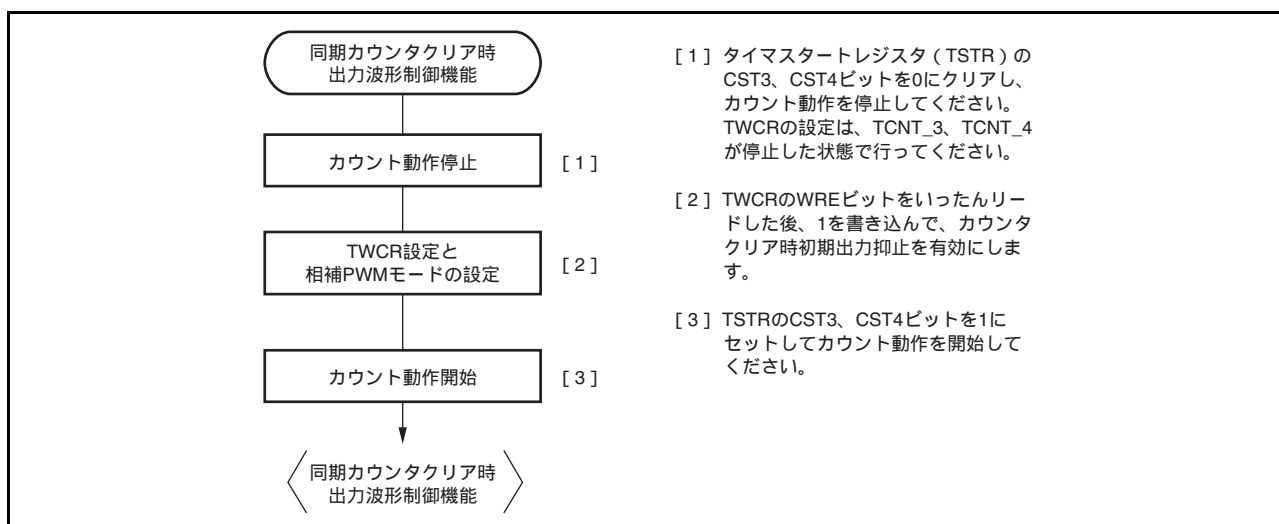 同期カウンタクリア時
出力波形制御機能
カウント動作停止
[1]
TWCR設定と
相補PWMモードの設定
[2]
カウント動作開始
[3]
同期カウンタクリア時
出力波形制御機能
[1] タイマスタートレジスタ(TSTR)の
CST3、CST4ビットを0にクリアし、
カウント動作を停止してください。
TWCRの設定は、TCNT_3、TCNT_4
が停止した状態で行ってください。
[2] TWCRのWREビットをいったんリー
ドした後、1を書き込んで、カウンタ
クリア時初期出力抑止を有効にしま
す。
[3] TSTRのCST3、CST4ビットを1に
セットしてカウント動作を開始して
ください。